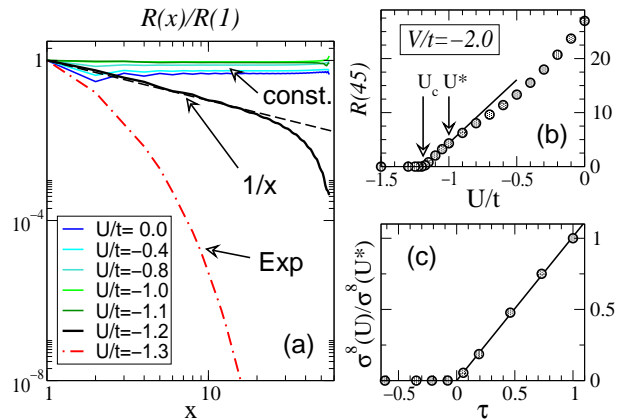 R(x)/R(1)
1
10^-4
10^-8
const.
1/x
Exp
U/t= 0.0
U/t=−0.4
U/t=−0.8
U/t=−1.0
U/t=−1.1
U/t=−1.2
U/t=−1.3
(a)
1 10
x
V/t=−2.0
R(45)
20
10
0
U_c U*
(b)
−1.5 −1 −0.5 0
U/t
(c)
σ^8(U)/σ^8(U*)
1
0.5
0
−0.5 0 0.5 1
τ